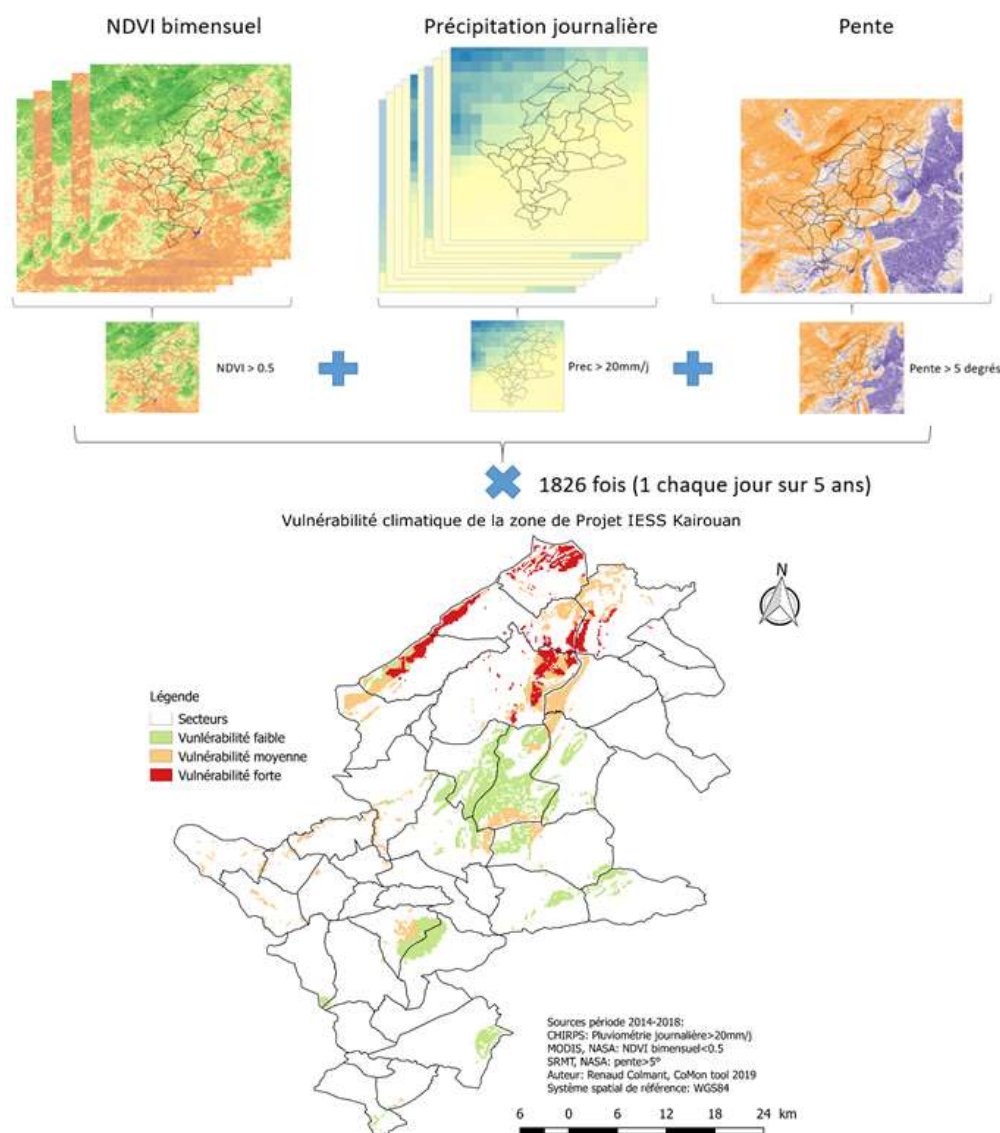 NDVI bimensuel
Précipitation journalière
Pente
NDVI > 0.5
Prec > 20mm/j
Pente > 5 degrés
1826 fois (1 chaque jour sur 5 ans)
Vulnérabilité climatique de la zone de Projet IESS Kairouan
N
Légende
Secteurs
Vunlérabilité faible
Vulnérabilité moyenne
Vulnérabilité forte
Sources période 2014-2018:
CHIRPS: Pluviométrie journalière>20mm/j
MODIS, NASA: NDVI bimensuel<0.5
SRMT, NASA: pente>5°
Auteur: Renaud Colmant, CoMon tool 2019
Système spatial de référence: WGS84
6 0 6 12 18 24 km